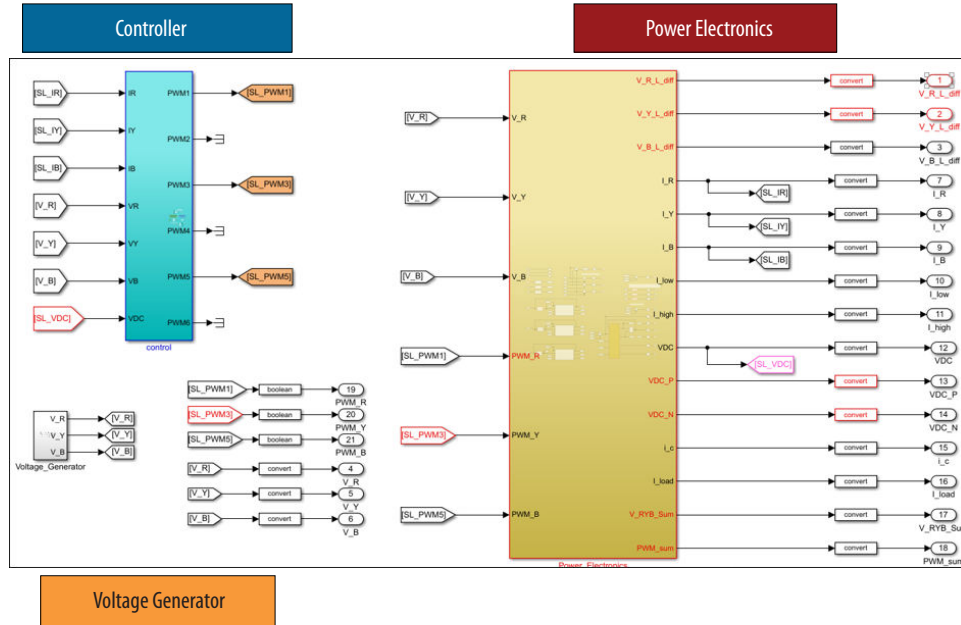 Controller
Power Electronics
[SL_IR]
IR
PWM1
[SL_PWM1]
[SL_IY]
IY
PWM2
[SL_IB]
IB
PWM3
[SL_PWM3]
[V_R]
VR
PWM4
[V_Y]
VY
[V_B]
VB
PWM5
[SL_PWM5]
[SL_VDC]
VDC
PWM6
control
[V_R]
V_R
[V_Y]
V_Y
[V_B]
V_B
[SL_PWM1]
PWM_R
[SL_PWM3]
PWM_Y
[SL_PWM5]
PWM_B
Power_Electronics
V_R_L_diff
convert
1
V_R_L_diff
V_Y_L_diff
convert
2
V_Y_L_diff
V_B_L_diff
convert
3
V_B_L_diff
I_R
convert
7
I_R
[SL_IR]
I_Y
convert
8
I_Y
[SL_IY]
I_B
convert
9
I_B
[SL_IB]
I_low
convert
10
I_low
I_high
convert
11
I_high
VDC
convert
12
VDC
[SL_VDC]
VDC_P
convert
13
VDC_P
VDC_N
convert
14
VDC_N
i_c
convert
15
i_c
I_load
convert
16
I_load
V_RYB_Sum
convert
17
V_RYB_Su
PWM_sum
convert
18
PWM_sum
V_R
[V_R]
V_Y
[V_Y]
V_B
[V_B]
Voltage_Generator
[SL_PWM1]
boolean
19
PWM_R
[SL_PWM3]
boolean
20
PWM_Y
[SL_PWM5]
boolean
21
PWM_B
[V_R]
convert
4
V_R
[V_Y]
convert
5
V_Y
[V_B]
convert
6
V_B
Voltage Generator